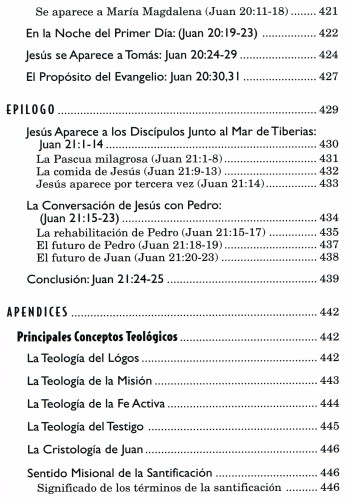 Se aparece a María Magdalena (Juan 20:11-18) ........ 421
En la Noche del Primer Día: (Juan 20:19-23) ............. 422
Jesús se Aparece a Tomás: Juan 20:24-29 ................. 424
El Propósito del Evangelio: Juan 20:30,31 ................. 427
EPILOGO ................................................................ 429
Jesús Aparece a los Discípulos Junto al Mar de Tiberias:
Juan 21:1-14 ................................................... 430
La Pascua milagrosa (Juan 21:1-8) ........................ 431
La comida de Jesús (Juan 21:9-13) ........................ 432
Jesús aparece por tercera vez (Juan 21:14) ............. 433
La Conversación de Jesús con Pedro:
(Juan 21:15-23) ............................................... 434
La rehabilitación de Pedro (Juan 21:15-17) ............ 435
El futuro de Pedro (Juan 21:18-19) ........................ 437
El futuro de Juan (Juan 21:20-23) .......................... 438
Conclusión: Juan 21:24-25 ...................................... 439
APENDICES ............................................................. 442
Principales Conceptos Teológicos ................................. 442
La Teología del Lógos ............................................. 442
La Teología de la Misión ......................................... 443
La Teología de la Fe Activa ..................................... 444
La Teología del Testigo .......................................... 445
La Cristología de Juan ............................................ 446
Sentido Misional de la Santificación ......................... 446
Significado de los términos de la santificación .......... 446